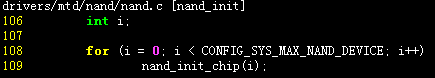 drivers/mtd/nand/nand.c [nand_init]
106 int i;
107
108 for (i = 0; i < CONFIG_SYS_MAX_NAND_DEVICE; i++)
109 nand_init_chip(i);